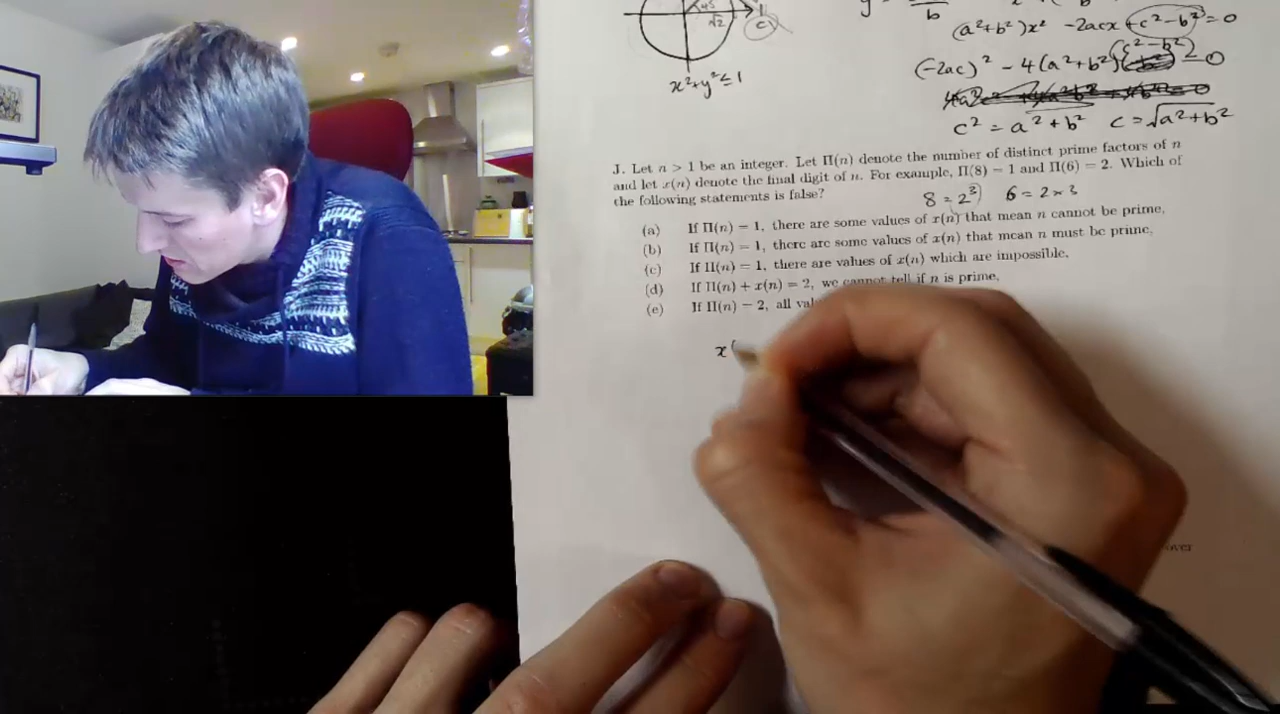 45
√2
C
x²+y²≤1
b
(a²+b²)x² -2acx +c²-b²=0
(-2ac)² - 4(a²+b²)(c²-b²) = 0
c² = a²+b² c=√a²+b²
J. Let n > 1 be an integer. Let Π(n) denote the number of distinct prime factors of n
and let x(n) denote the final digit of n. For example, Π(8) = 1 and Π(6) = 2. Which of
the following statements is false?
8 = 2³ 6 = 2×3
(a) If Π(n) = 1, there are some values of x(n) that mean n cannot be prime,
(b) If Π(n) = 1, there are some values of x(n) that mean n must be prime,
(c) If Π(n) = 1, there are values of x(n) which are impossible,
(d) If Π(n) + x(n) = 2, we cannot tell if n is prime,
(e) If Π(n) = 2, all
x(
over